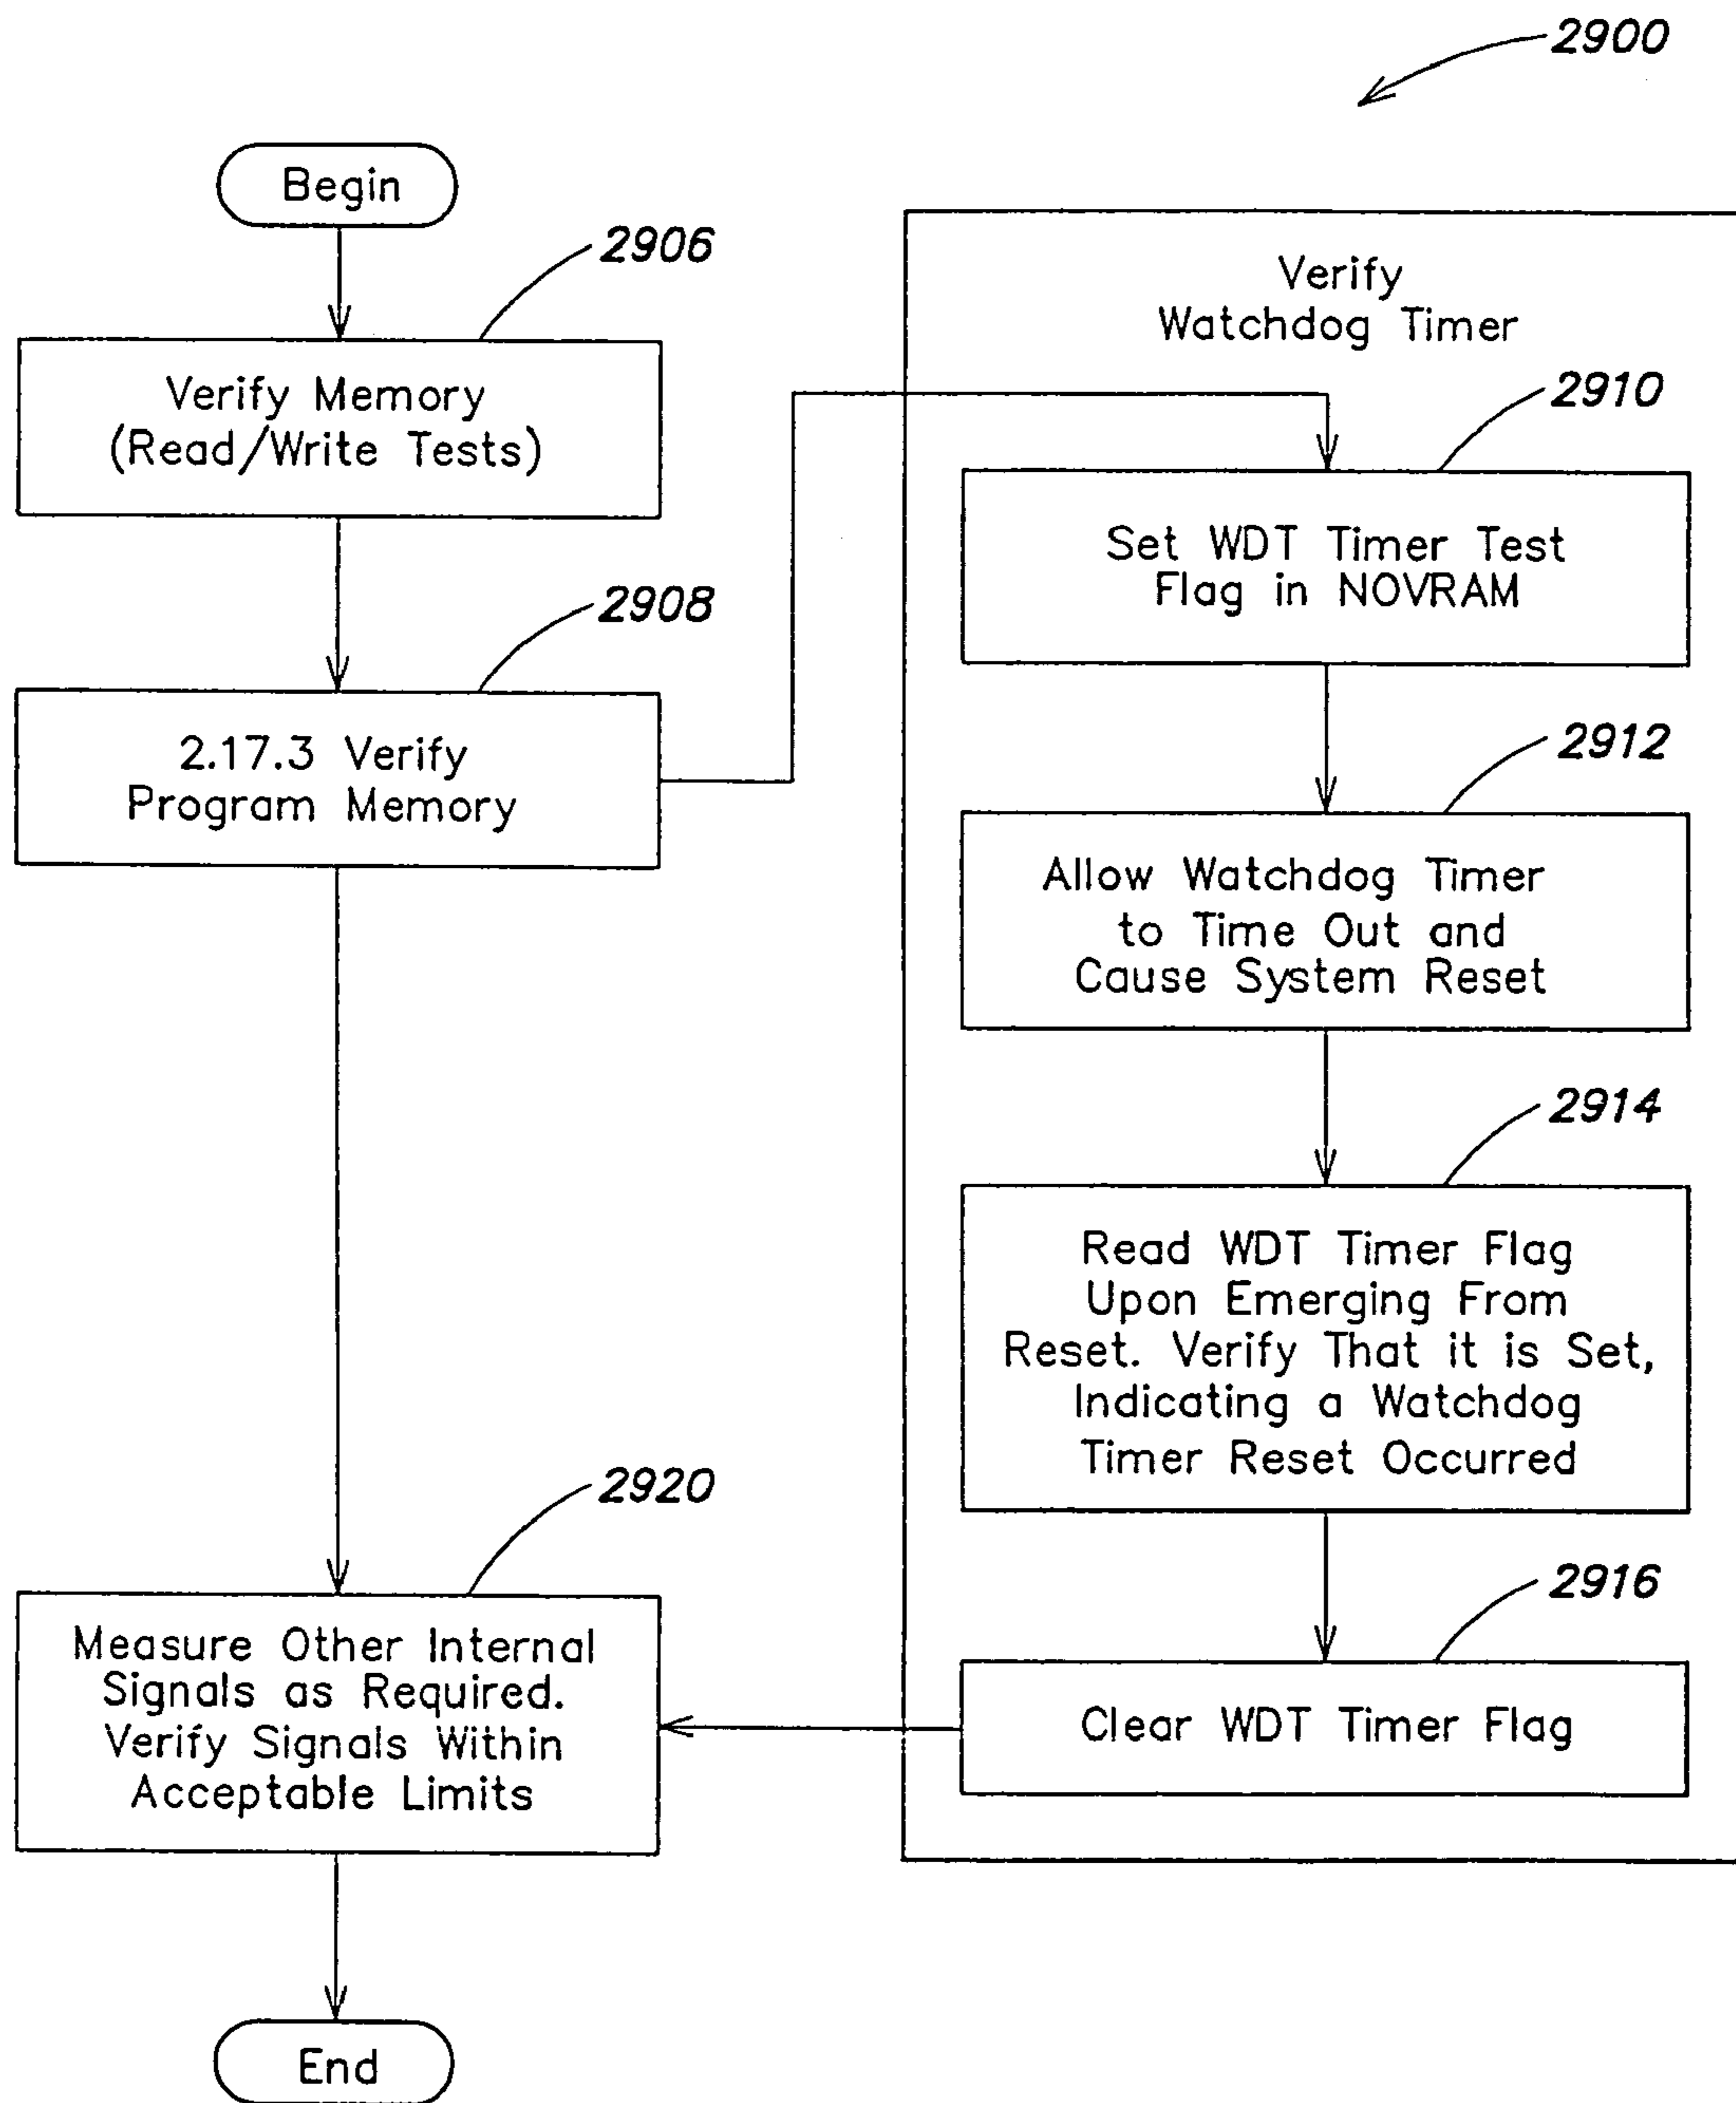 2900
Begin
2906
Verify Memory
(Read/Write Tests)
2908
2.17.3 Verify
Program Memory
Verify
Watchdog Timer
2910
Set WDT Timer Test
Flag in NOVRAM
2912
Allow Watchdog Timer
to Time Out and
Cause System Reset
2914
Read WDT Timer Flag
Upon Emerging From
Reset. Verify That it is Set,
Indicating a Watchdog
Timer Reset Occurred
2916
Clear WDT Timer Flag
2920
Measure Other Internal
Signals as Required.
Verify Signals Within
Acceptable Limits
End